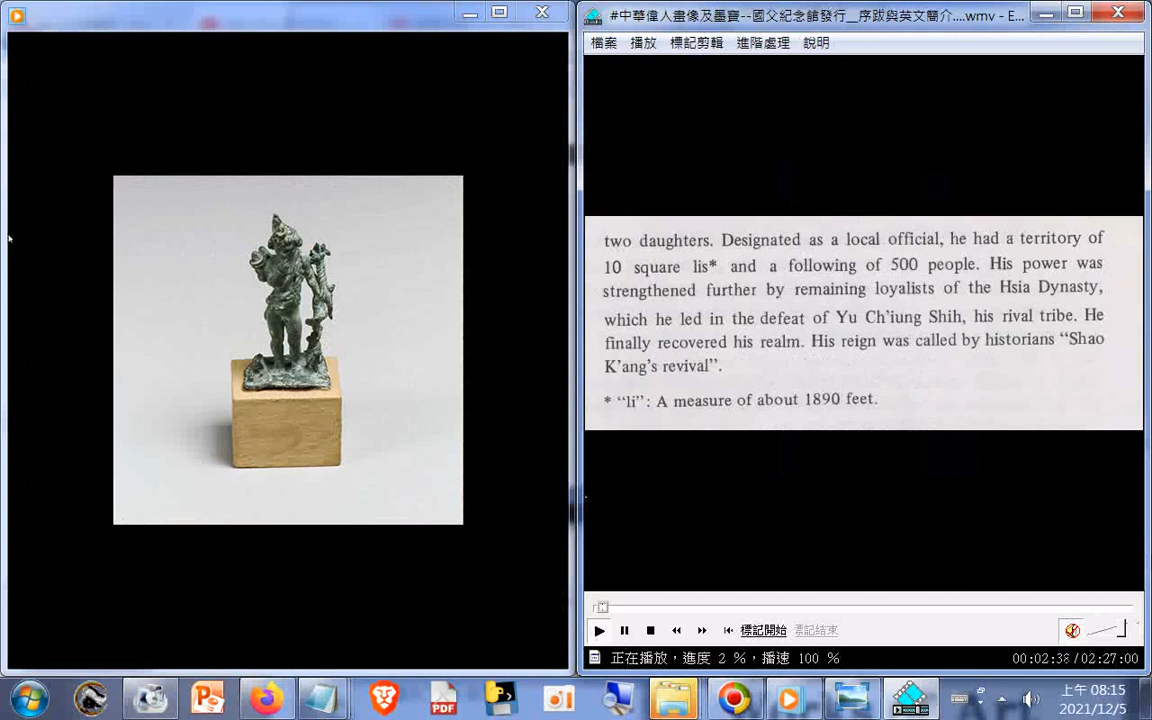 #中華偉人畫像及墨寶--國父紀念館發行__序跋與英文簡介....wmv - E...
檔案 播放 標記剪輯 進階處理 說明
two daughters. Designated as a local official, he had a territory of
10 square lis* and a following of 500 people. His power was
strengthened further by remaining loyalists of the Hsia Dynasty,
which he led in the defeat of Yu Ch'iung Shih, his rival tribe. He
finally recovered his realm. His reign was called by historians "Shao
K'ang's revival".
* "li": A measure of about 1890 feet.
標記開始 標記結束
正在播放，進度 2 %，播速 100 % 00:02:38 / 02:27:00
PDF
上午 08:15
2021/12/5